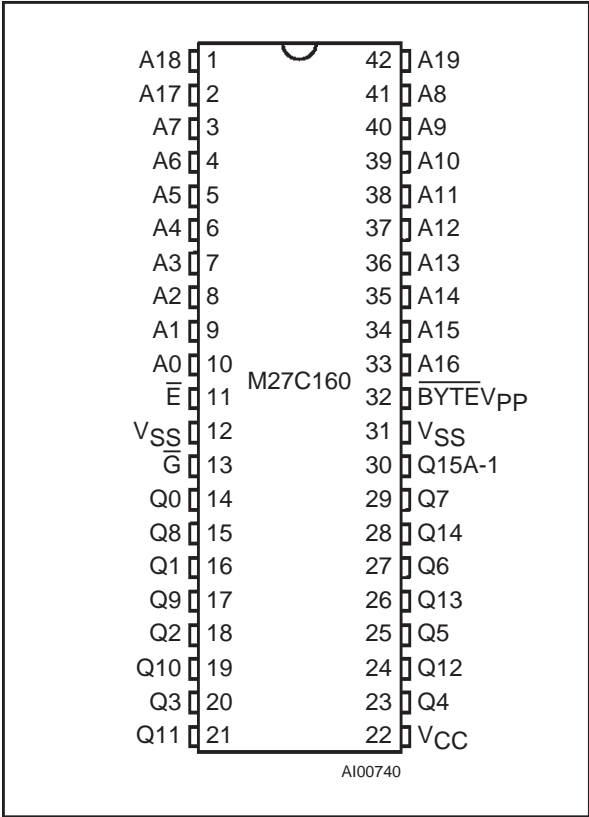 A18 1 42 A19
A17 2 41 A8
A7 3 40 A9
A6 4 39 A10
A5 5 38 A11
A4 6 37 A12
A3 7 36 A13
A2 8 35 A14
A1 9 34 A15
A0 10 33 A16
M27C160
E̅ 11 32 B̅Y̅T̅E̅VPP
VSS 12 31 VSS
G̅ 13 30 Q15A-1
Q0 14 29 Q7
Q8 15 28 Q14
Q1 16 27 Q6
Q9 17 26 Q13
Q2 18 25 Q5
Q10 19 24 Q12
Q3 20 23 Q4
Q11 21 22 VCC
AI00740